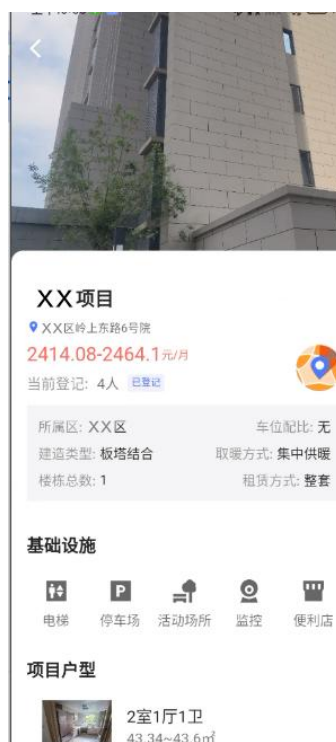 XX项目
XX区岭上东路6号院
2414.08-2464.1元/月
当前登记: 4人 已登记
所属区: XX区 车位配比: 无
建造类型: 板塔结合 取暖方式: 集中供暖
楼栋总数: 1 租赁方式: 整套
基础设施
P
电梯 停车场 活动场所 监控 便利店
项目户型
2室1厅1卫
43.34~43.6㎡